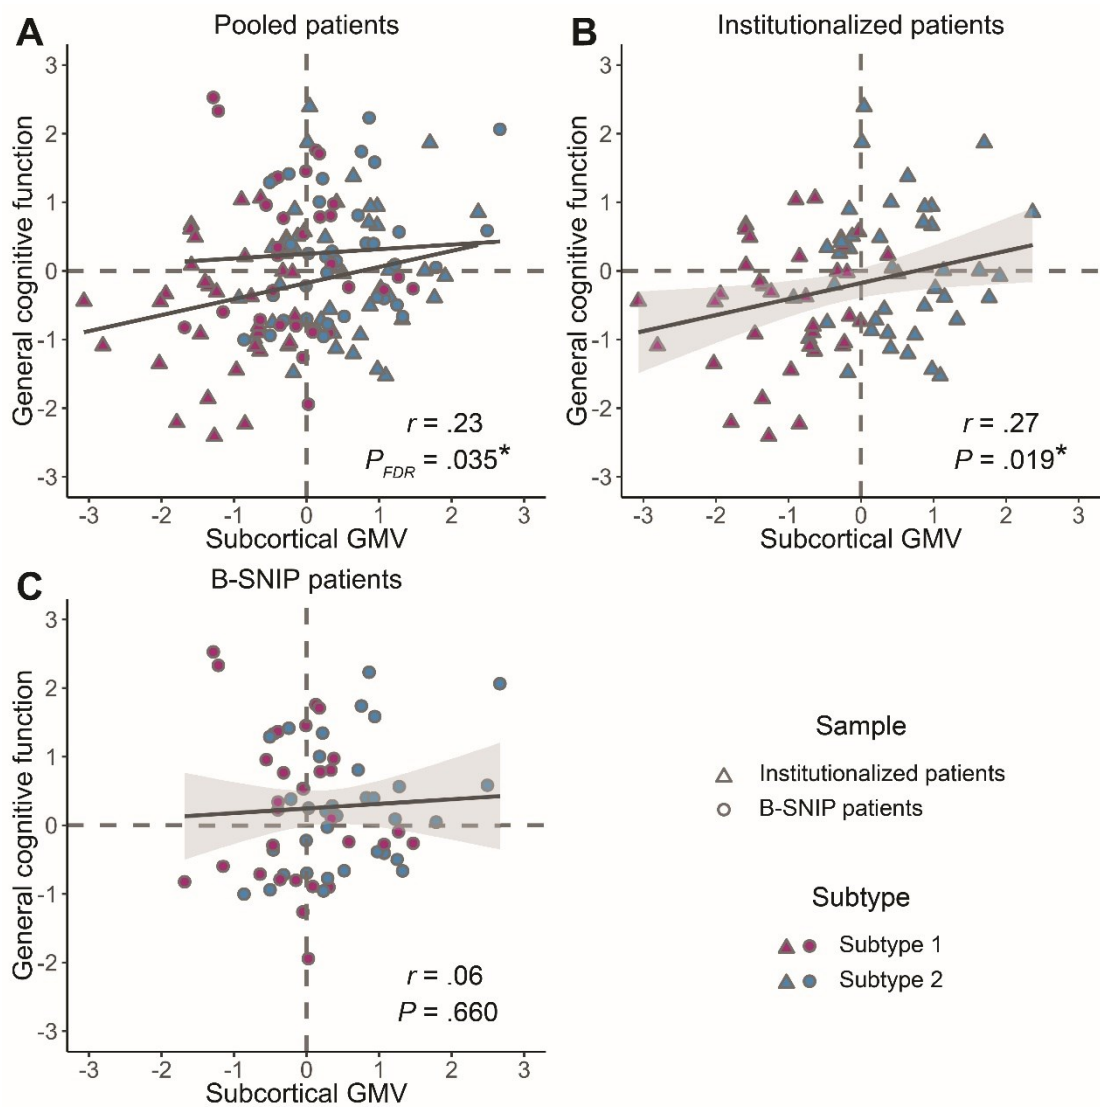 A
Pooled patients
General cognitive function
3
2
1
0
-1
-2
-3
r = .23
P_FDR = .035*
-3 -2 -1 0 1 2 3
Subcortical GMV
B
Institutionalized patients
General cognitive function
3
2
1
0
-1
-2
-3
r = .27
P = .019*
-3 -2 -1 0 1 2 3
Subcortical GMV
C
B-SNIP patients
General cognitive function
3
2
1
0
-1
-2
-3
r = .06
P = .660
-3 -2 -1 0 1 2 3
Subcortical GMV
Sample
Institutionalized patients
B-SNIP patients
Subtype
Subtype 1
Subtype 2